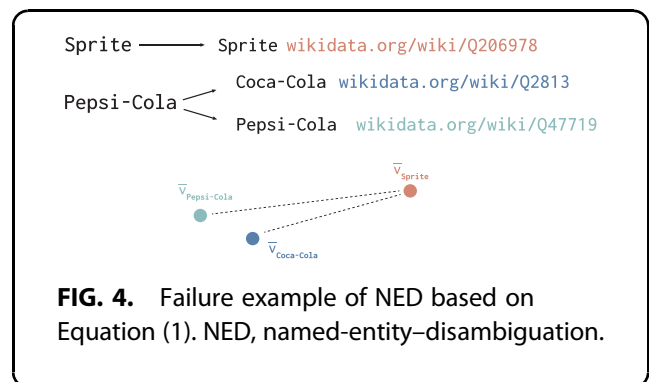 Sprite Sprite wikidata.org/wiki/Q206978
Coca-Cola wikidata.org/wiki/Q2813
Pepsi-Cola
Pepsi-Cola wikidata.org/wiki/Q47719
v̅Sprite
v̅Pepsi-Cola
v̅Coca-Cola
FIG. 4. Failure example of NED based on
Equation (1). NED, named-entity–disambiguation.